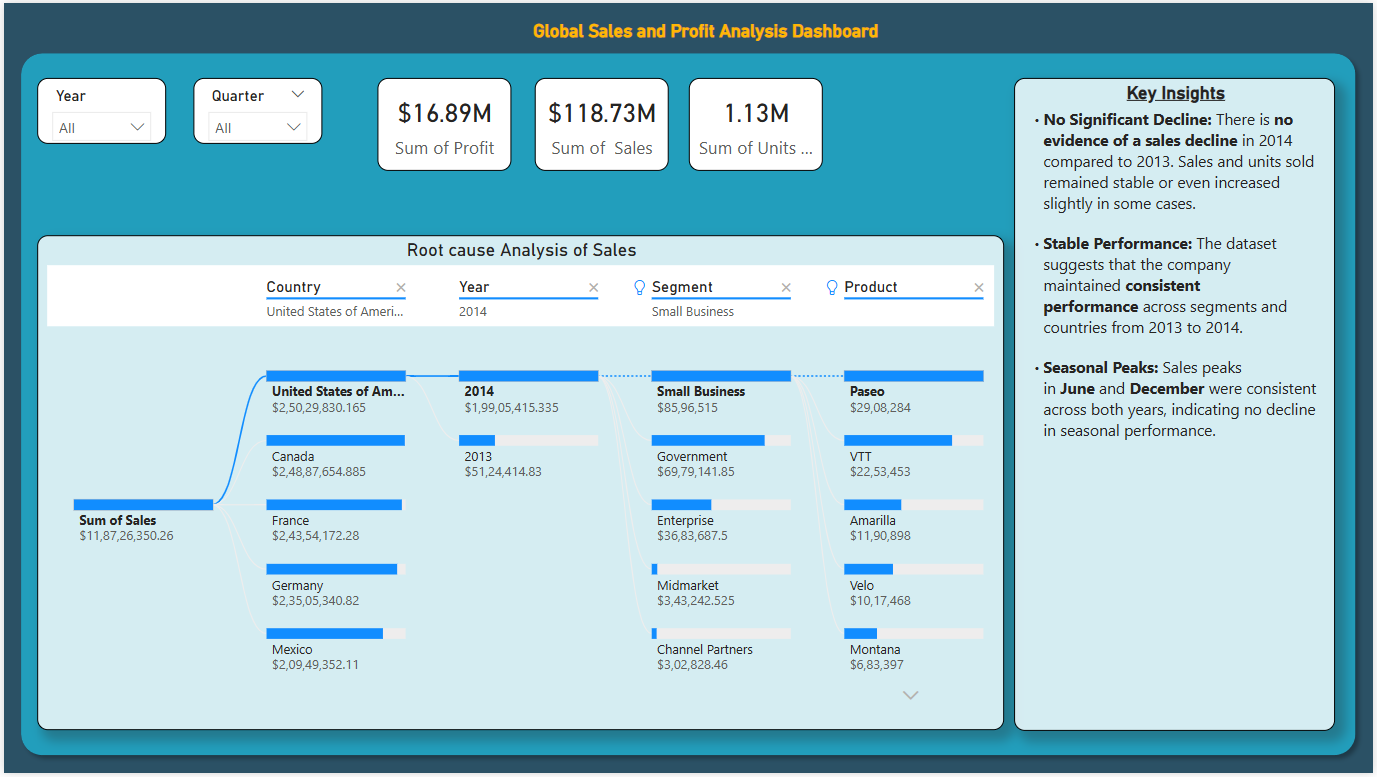 Global Sales and Profit Analysis Dashboard
Year
All
Quarter
All
$16.89M
Sum of Profit
$118.73M
Sum of Sales
1.13M
Sum of Units ...
Root cause Analysis of Sales
Country
United States of Ameri...
Year
2014
Segment
Small Business
Product
Sum of Sales
$11,87,26,350.26
United States of Am...
$2,50,29,830.165
Canada
$2,48,87,654.885
France
$2,43,54,172.28
Germany
$2,35,05,340.82
Mexico
$2,09,49,352.11
2014
$1,99,05,415.335
2013
$51,24,414.83
Small Business
$85,96,515
Government
$69,79,141.85
Enterprise
$36,83,687.5
Midmarket
$3,43,242.525
Channel Partners
$3,02,828.46
Paseo
$29,08,284
VTT
$22,53,453
Amarilla
$11,90,898
Velo
$10,17,468
Montana
$6,83,397
Key Insights
• No Significant Decline: There is no
evidence of a sales decline in 2014
compared to 2013. Sales and units sold
remained stable or even increased
slightly in some cases.
• Stable Performance: The dataset
suggests that the company
maintained consistent
performance across segments and
countries from 2013 to 2014.
• Seasonal Peaks: Sales peaks
in June and December were consistent
across both years, indicating no decline
in seasonal performance.